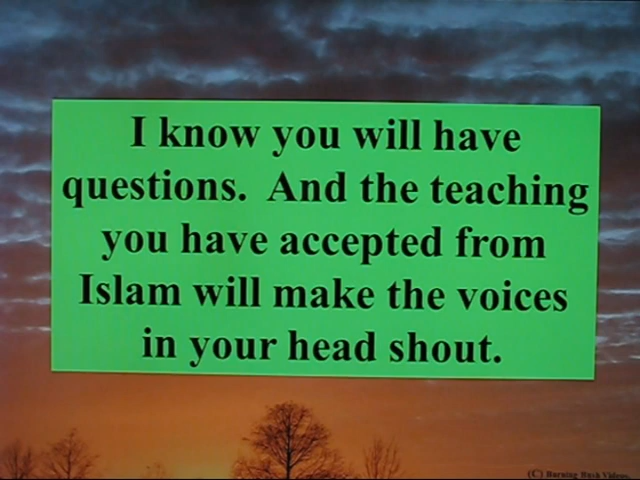 I know you will have
questions. And the teaching
you have accepted from
Islam will make the voices
in your head shout.
(C) Burning Bush Videos